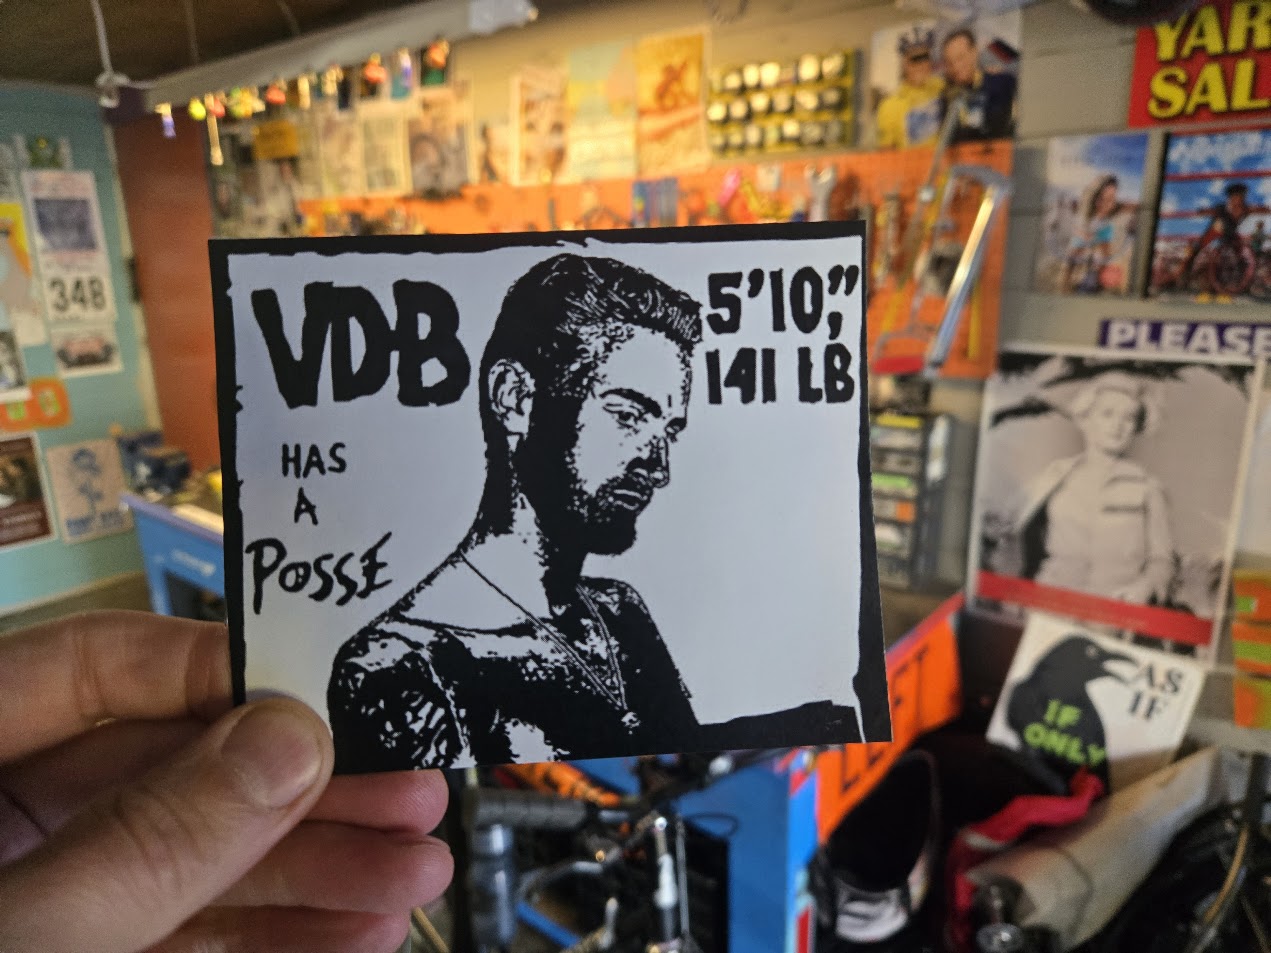 VDB
HAS
A
POSSE
5'10",
141 LB
YAR
SAL
348
PLEASE
AS
IF
IF
ONLY